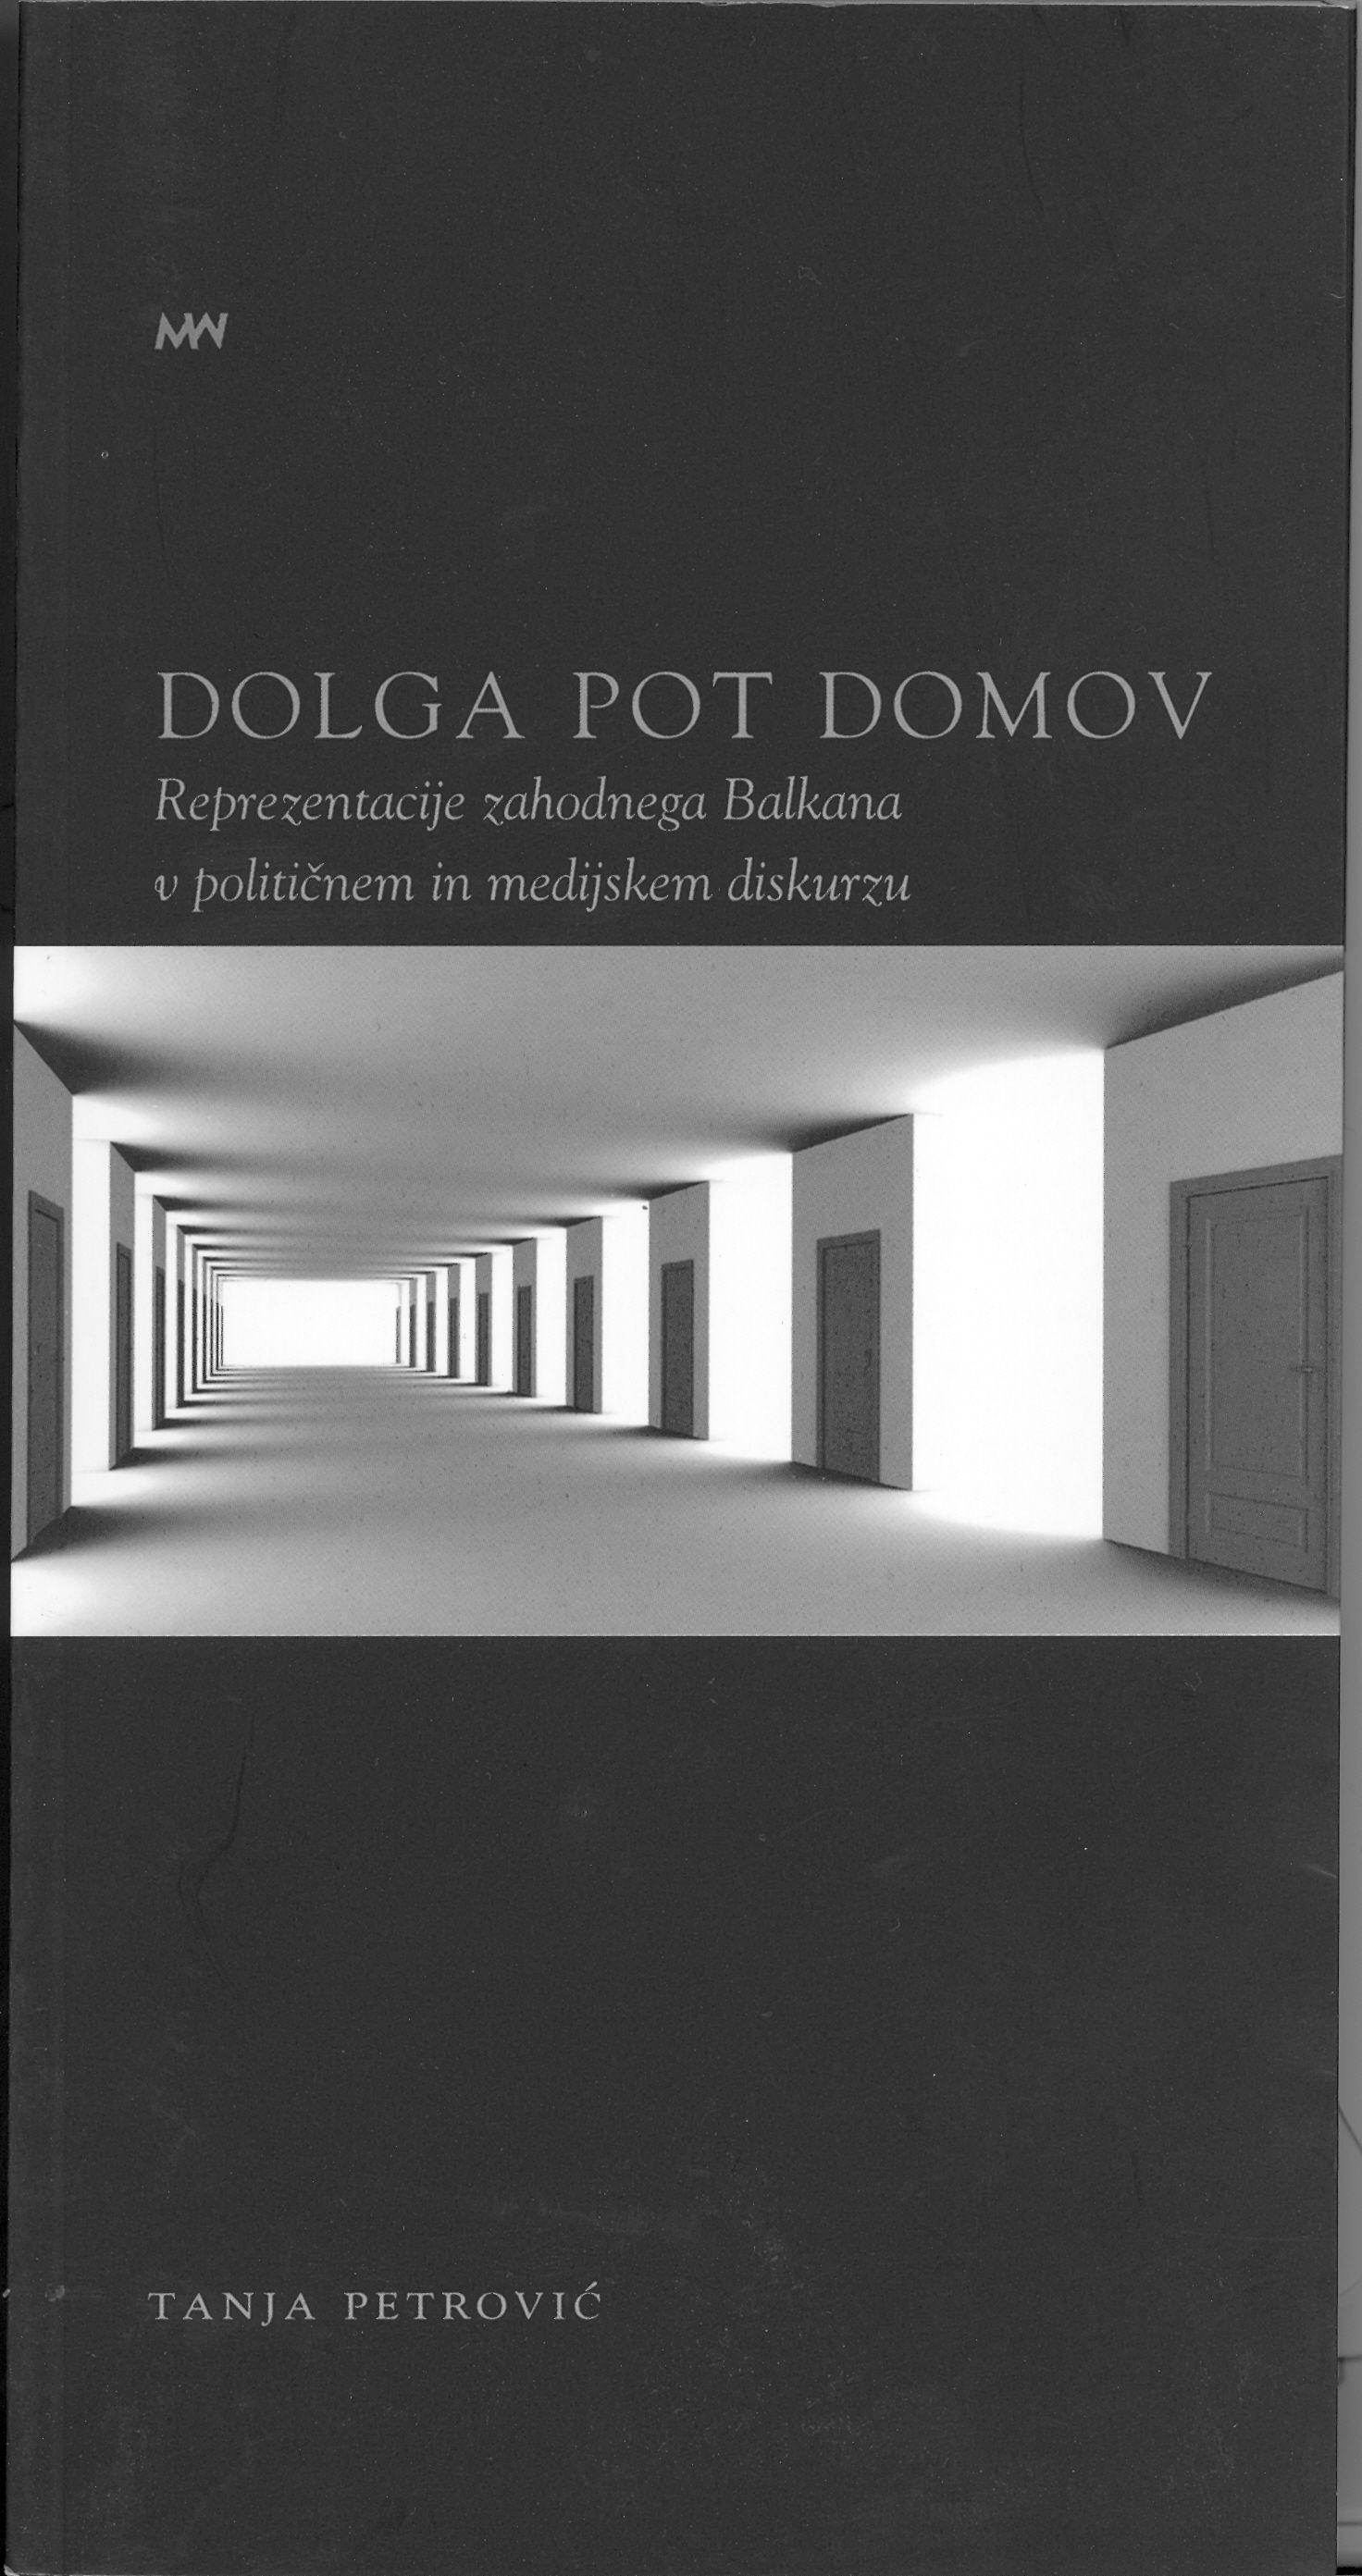 MW
DOLGA POT DOMOV
Reprezentacije zahodnega Balkana
v političnem in medijskem diskurzu
TANJA PETROVIĆ